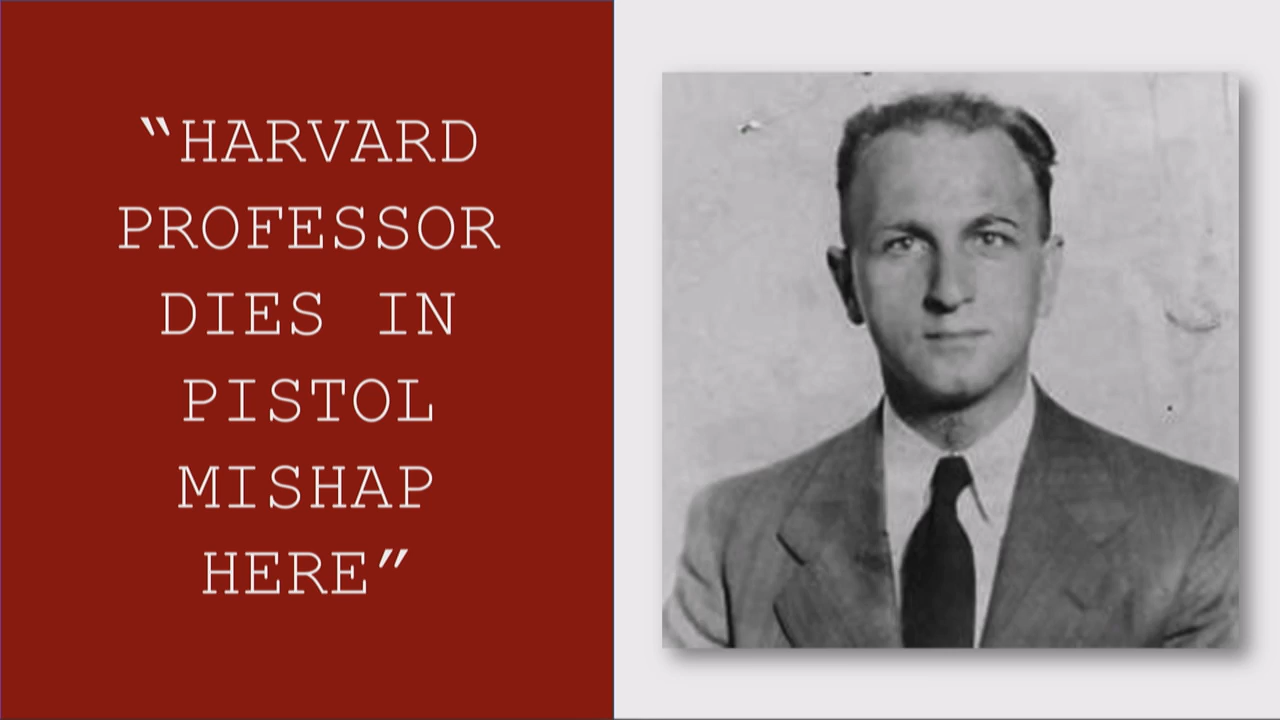 “HARVARD
PROFESSOR
DIES IN
PISTOL
MISHAP
HERE”